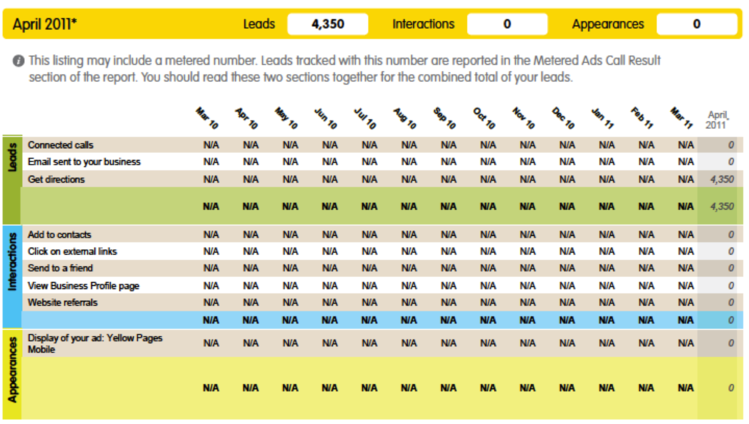 April 2011* Leads 4,350 Interactions 0 Appearances 0
This listing may include a metered number. Leads tracked with this number are reported in the Metered Ads Call Result
section of the report. You should read these two sections together for the combined total of your leads.
Mar 10 Apr 10 May 10 Jun 10 Jul 10 Aug 10 Sep 10 Oct 10 Nov 10 Dec 10 Jan 11 Feb 11 Mar 11 April, 2011
Leads
Connected calls N/A N/A N/A N/A N/A N/A N/A N/A N/A N/A N/A N/A N/A 0
Email sent to your business N/A N/A N/A N/A N/A N/A N/A N/A N/A N/A N/A N/A N/A 0
Get directions N/A N/A N/A N/A N/A N/A N/A N/A N/A N/A N/A N/A N/A 4,350
N/A N/A N/A N/A N/A N/A N/A N/A N/A N/A N/A N/A N/A 4,350
Interactions
Add to contacts N/A N/A N/A N/A N/A N/A N/A N/A N/A N/A N/A N/A N/A 0
Click on external links N/A N/A N/A N/A N/A N/A N/A N/A N/A N/A N/A N/A N/A 0
Send to a friend N/A N/A N/A N/A N/A N/A N/A N/A N/A N/A N/A N/A N/A 0
View Business Profile page N/A N/A N/A N/A N/A N/A N/A N/A N/A N/A N/A N/A N/A 0
Website referrals N/A N/A N/A N/A N/A N/A N/A N/A N/A N/A N/A N/A N/A 0
N/A N/A N/A N/A N/A N/A N/A N/A N/A N/A N/A N/A N/A 0
Appearances
Display of your ad: Yellow Pages
Mobile N/A N/A N/A N/A N/A N/A N/A N/A N/A N/A N/A N/A N/A 0
N/A N/A N/A N/A N/A N/A N/A N/A N/A N/A N/A N/A N/A 0